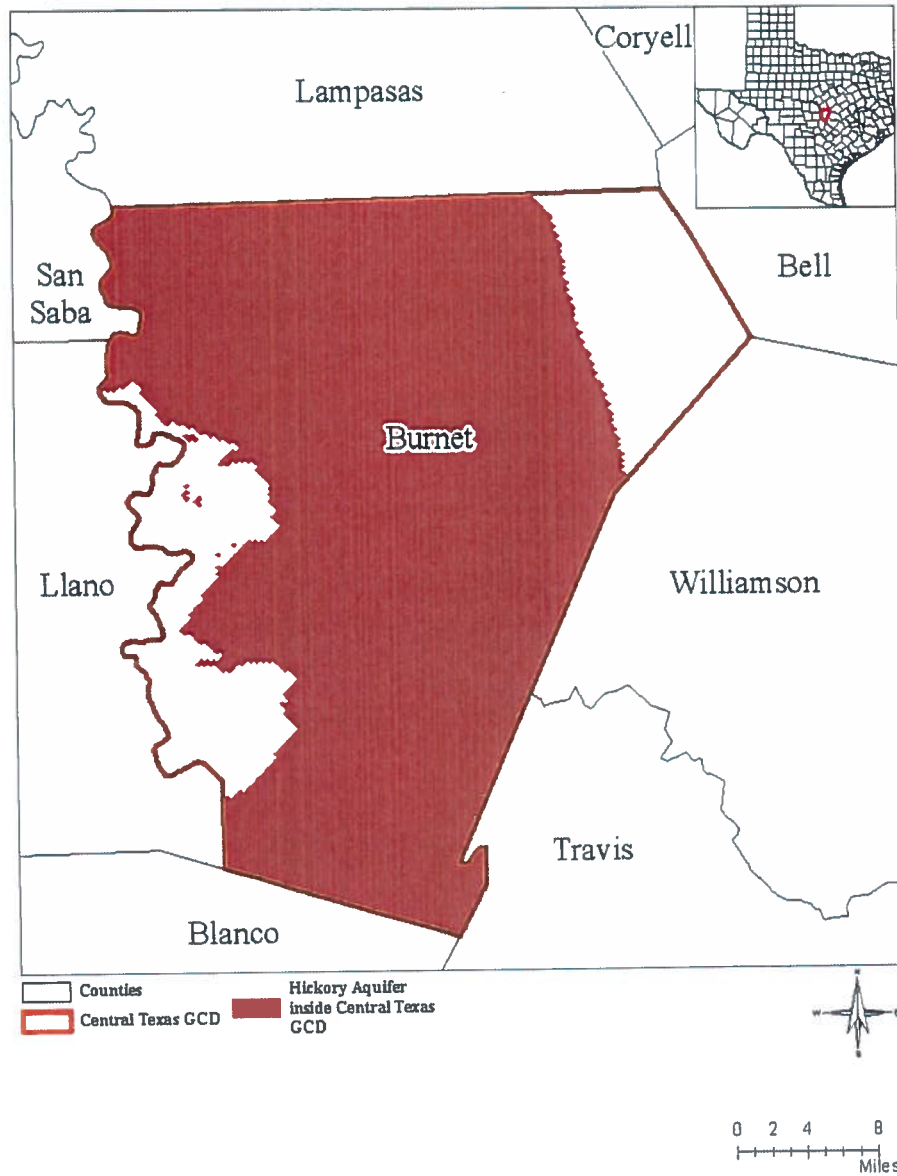 Coryell
Lampasas
San
Saba
Bell
Burnet
Llano
Williamson
Travis
Blanco
Counties
Central Texas GCD
Hickory Aquifer
inside Central Texas
GCD
N
W
S
0 2 4 8
Miles